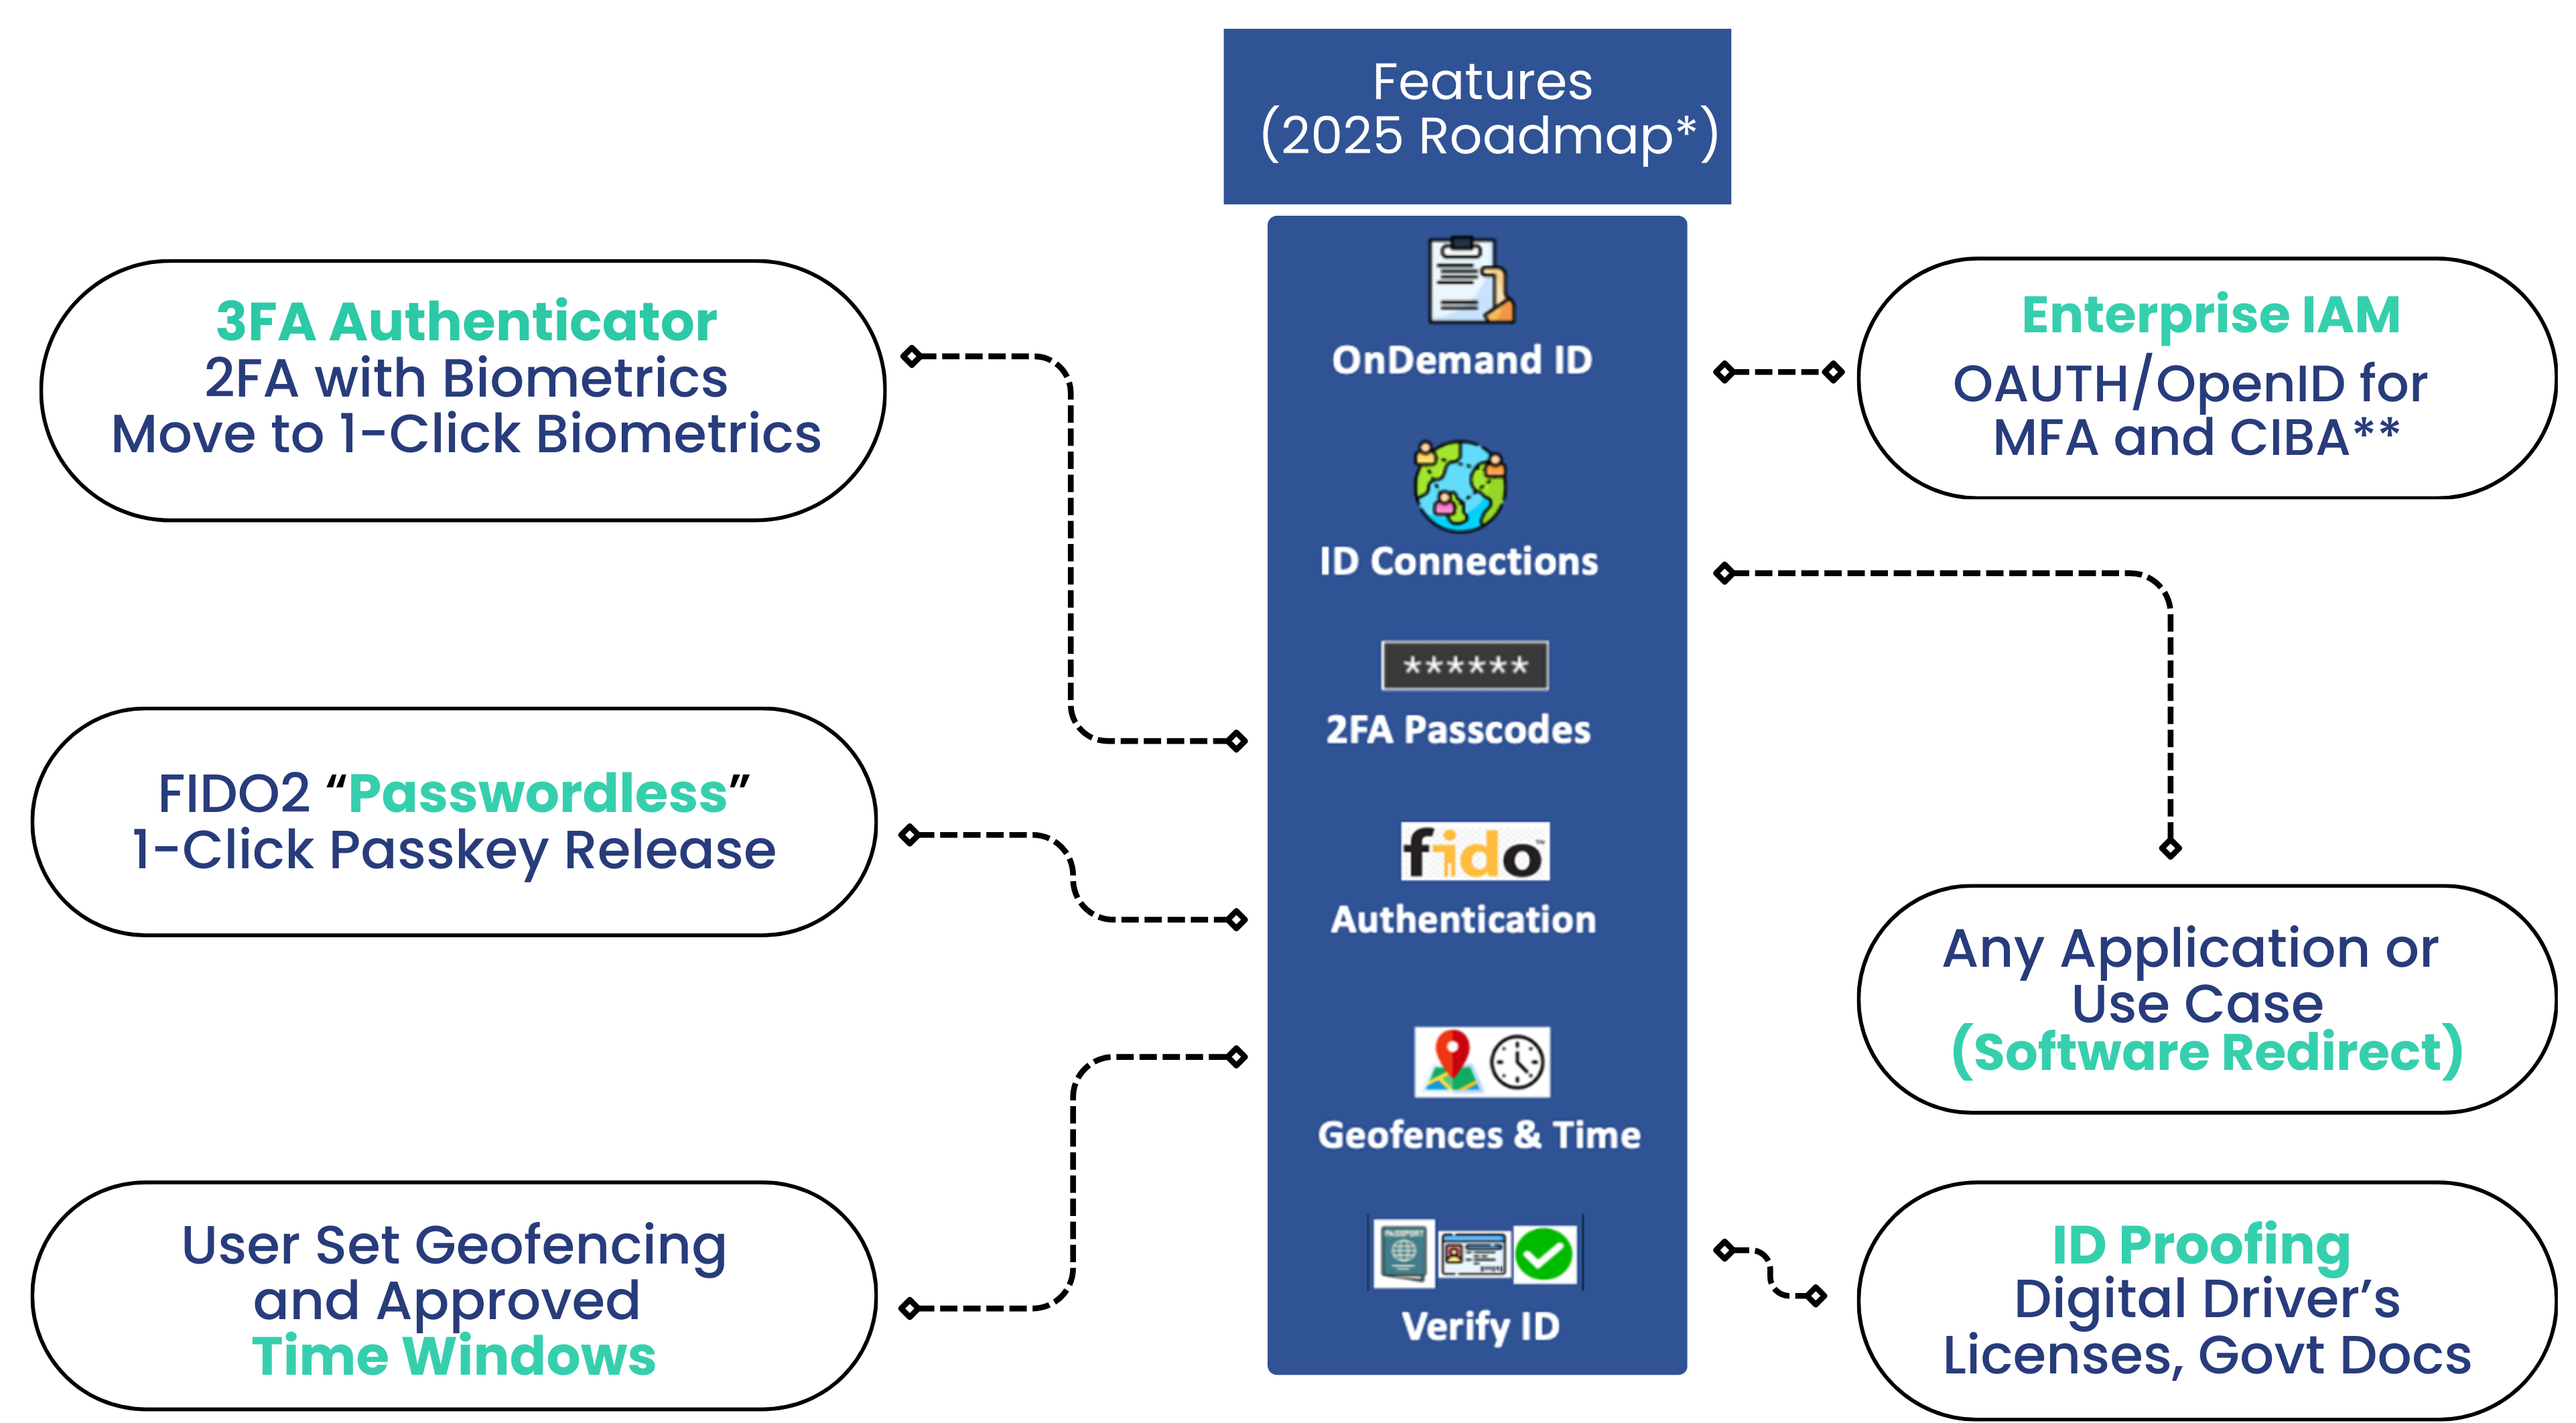 Features
(2025 Roadmap*)
3FA Authenticator
2FA with Biometrics
Move to 1-Click Biometrics
FIDO2 “Passwordless”
1-Click Passkey Release
User Set Geofencing
and Approved
Time Windows
OnDemand ID
ID Connections
******
2FA Passcodes
fido™
Authentication
Geofences & Time
PASSPORT
Verify ID
Enterprise IAM
OAUTH/OpenID for
MFA and CIBA**
Any Application or
Use Case
(Software Redirect)
ID Proofing
Digital Driver’s
Licenses, Govt Docs